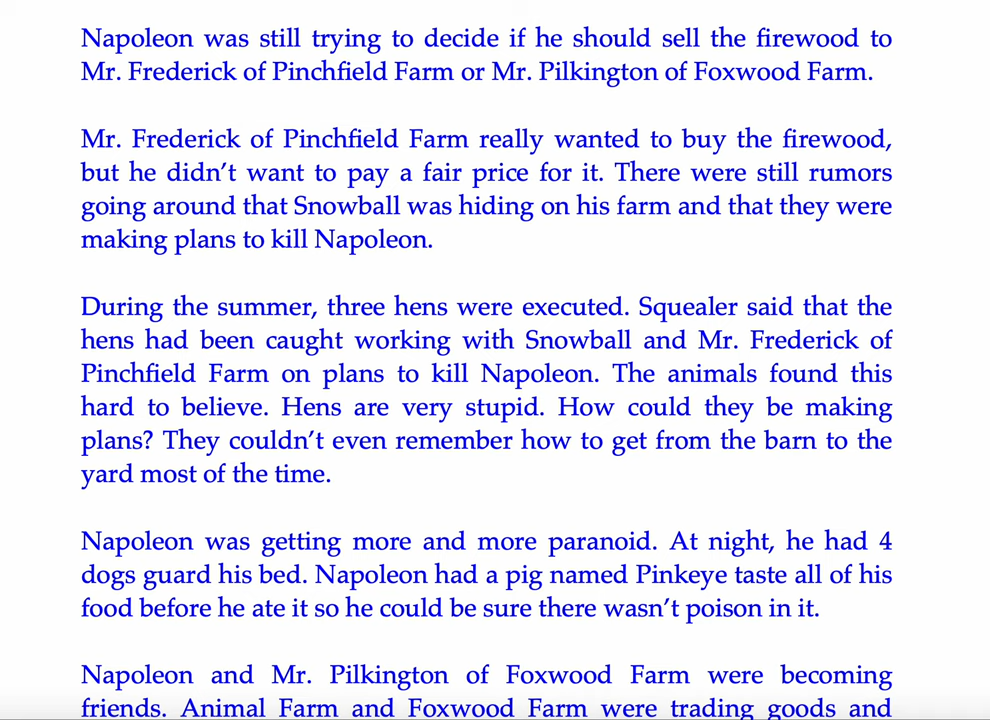 Napoleon was still trying to decide if he should sell the firewood to
Mr. Frederick of Pinchfield Farm or Mr. Pilkington of Foxwood Farm.
Mr. Frederick of Pinchfield Farm really wanted to buy the firewood,
but he didn’t want to pay a fair price for it. There were still rumors
going around that Snowball was hiding on his farm and that they were
making plans to kill Napoleon.
During the summer, three hens were executed. Squealer said that the
hens had been caught working with Snowball and Mr. Frederick of
Pinchfield Farm on plans to kill Napoleon. The animals found this
hard to believe. Hens are very stupid. How could they be making
plans? They couldn’t even remember how to get from the barn to the
yard most of the time.
Napoleon was getting more and more paranoid. At night, he had 4
dogs guard his bed. Napoleon had a pig named Pinkeye taste all of his
food before he ate it so he could be sure there wasn’t poison in it.
Napoleon and Mr. Pilkington of Foxwood Farm were becoming
friends. Animal Farm and Foxwood Farm were trading goods and